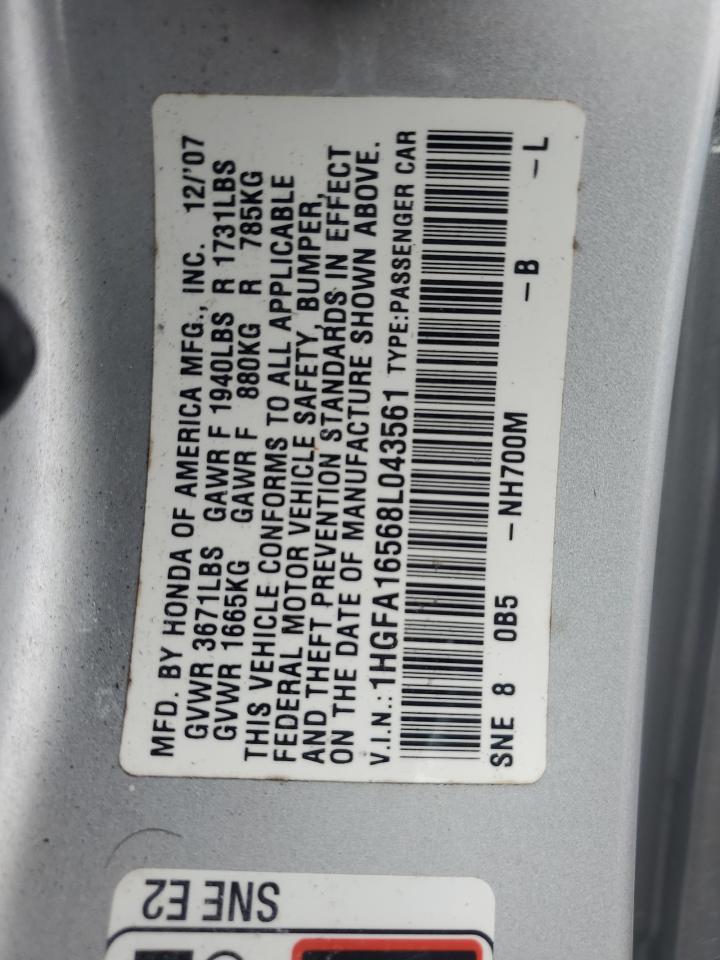 MFD. BY HONDA OF AMERICA MFG., INC. 12/'07
GVWR 3671LBS GAWR F 1940LBS R 1731LBS
GVWR 1665KG GAWR F 880KG R 785KG
THIS VEHICLE CONFORMS TO ALL APPLICABLE
FEDERAL MOTOR VEHICLE SAFETY, BUMPER,
AND THEFT PREVENTION STANDARDS IN EFFECT
ON THE DATE OF MANUFACTURE SHOWN ABOVE.
V.I.N.: 1HGFA16568L043561 TYPE:PASSENGER CAR
SNE 8 0B5 -NH700M -B -L
SNE E2